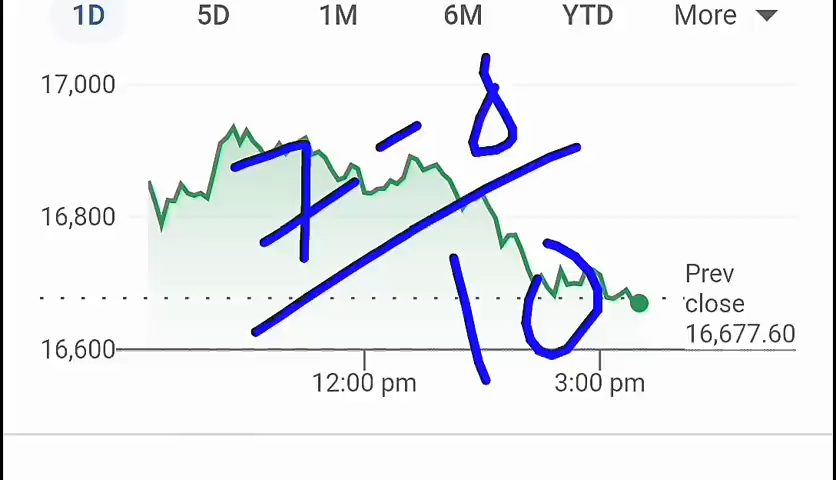 1D 5D 1M 6M YTD More
17,000
7-8
16,800
10
Prev
close
16,677.60
16,600
12:00 pm 3:00 pm